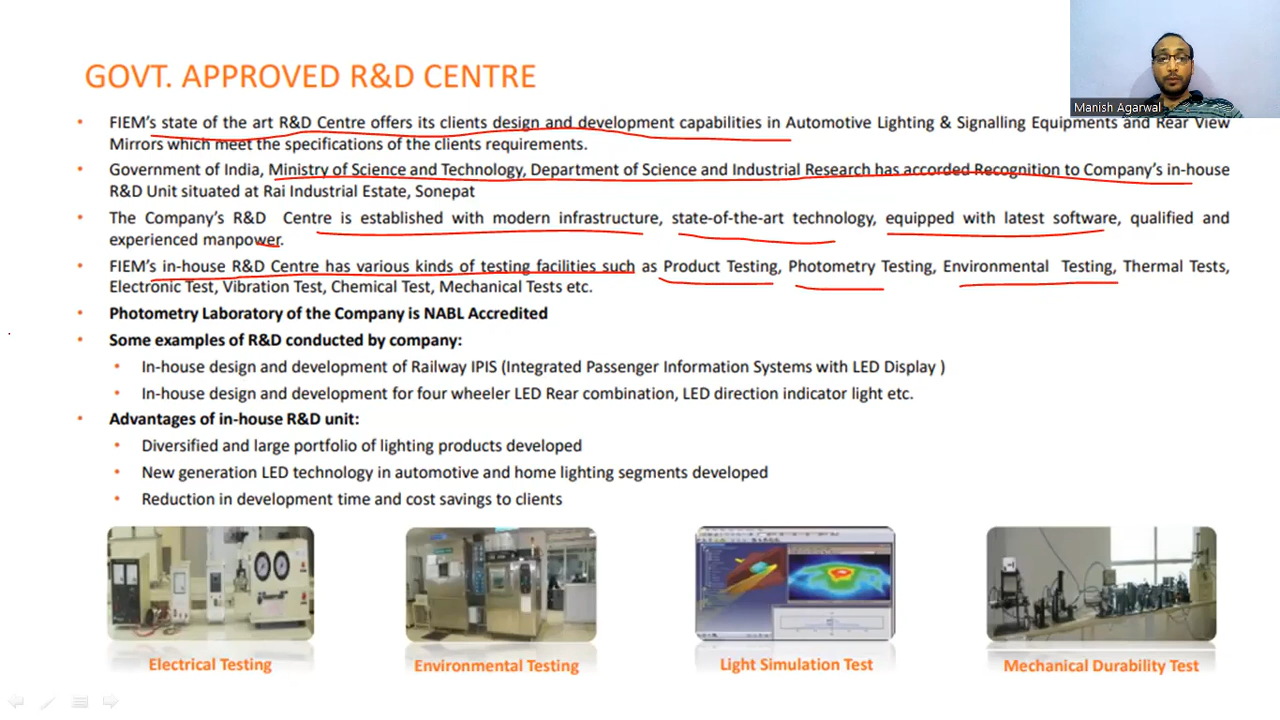 GOVT. APPROVED R&D CENTRE
Manish Agarwal
• FIEM's state of the art R&D Centre offers its clients design and development capabilities in Automotive Lighting & Signalling Equipments and Rear View
Mirrors which meet the specifications of the clients requirements.
• Government of India, Ministry of Science and Technology, Department of Science and Industrial Research has accorded Recognition to Company's in-house
R&D Unit situated at Rai Industrial Estate, Sonepat
• The Company's R&D Centre is established with modern infrastructure, state-of-the-art technology, equipped with latest software, qualified and
experienced manpower.
• FIEM's in-house R&D Centre has various kinds of testing facilities such as Product Testing, Photometry Testing, Environmental Testing, Thermal Tests,
Electronic Test, Vibration Test, Chemical Test, Mechanical Tests etc.
• Photometry Laboratory of the Company is NABL Accredited
• Some examples of R&D conducted by company:
• In-house design and development of Railway IPIS (Integrated Passenger Information Systems with LED Display )
• In-house design and development for four wheeler LED Rear combination, LED direction indicator light etc.
• Advantages of in-house R&D unit:
• Diversified and large portfolio of lighting products developed
• New generation LED technology in automotive and home lighting segments developed
• Reduction in development time and cost savings to clients
Electrical Testing
Environmental Testing
Light Simulation Test
Mechanical Durability Test